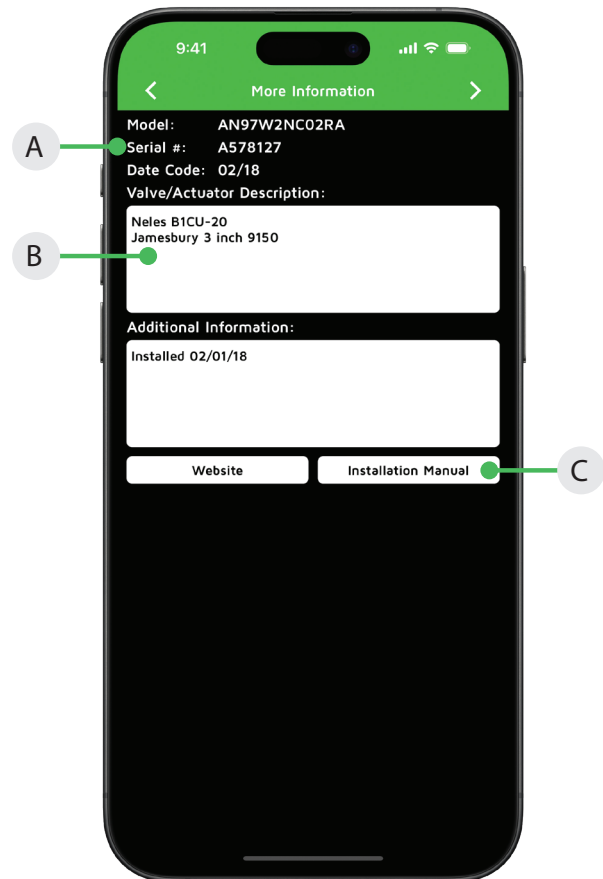 9:41
More Information
Model: AN97W2NC02RA
A
Serial #: A578127
Date Code: 02/18
Valve/Actuator Description:
Neles B1CU-20
Jamesbury 3 inch 9150
B
Additional Information:
Installed 02/01/18
Website
Installation Manual
C